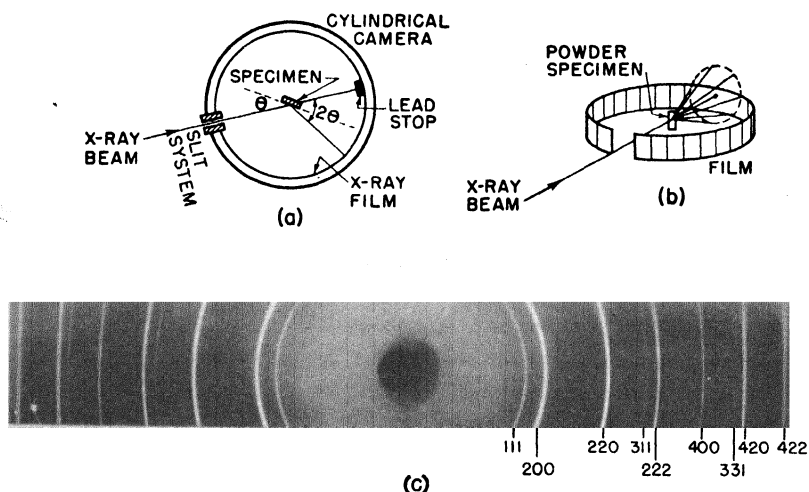 CYLINDRICAL
CAMERA
SPECIMEN
θ
2θ
LEAD
STOP
X-RAY
BEAM
SLIT
SYSTEM
X-RAY
FILM
(a)
POWDER
SPECIMEN
FILM
X-RAY
BEAM
(b)
111
200
220
311
222
400
331
420
422
(c)